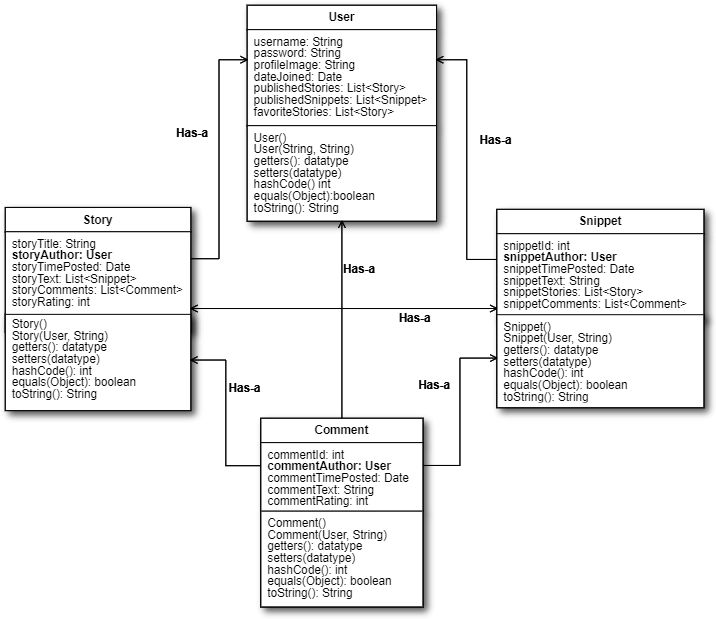 User
username: String
password: String
profileImage: String
dateJoined: Date
publishedStories: List<Story>
publishedSnippets: List<Snippet>
favoriteStories: List<Story>
User()
User(String, String)
getters(): datatype
setters(datatype)
hashCode() int
equals(Object):boolean
toString(): String
Has-a
Has-a
Story
storyTitle: String
storyAuthor: User
storyTimePosted: Date
storyText: List<Snippet>
storyComments: List<Comment>
storyRating: int
Story()
Story(User, String)
getters(): datatype
setters(datatype)
hashCode(): int
equals(Object): boolean
toString(): String
Has-a
Has-a
Snippet
snippetId: int
snippetAuthor: User
snippetTimePosted: Date
snippetText: String
snippetStories: List<Story>
snippetComments: List<Comment>
Snippet()
Snippet(User, String)
getters(): datatype
setters(datatype)
hashCode(): int
equals(Object): boolean
toString(): String
Has-a
Has-a
Comment
commentId: int
commentAuthor: User
commentTimePosted: Date
commentText: String
commentRating: int
Comment()
Comment(User, String)
getters(): datatype
setters(datatype)
hashCode(): int
equals(Object): boolean
toString(): String